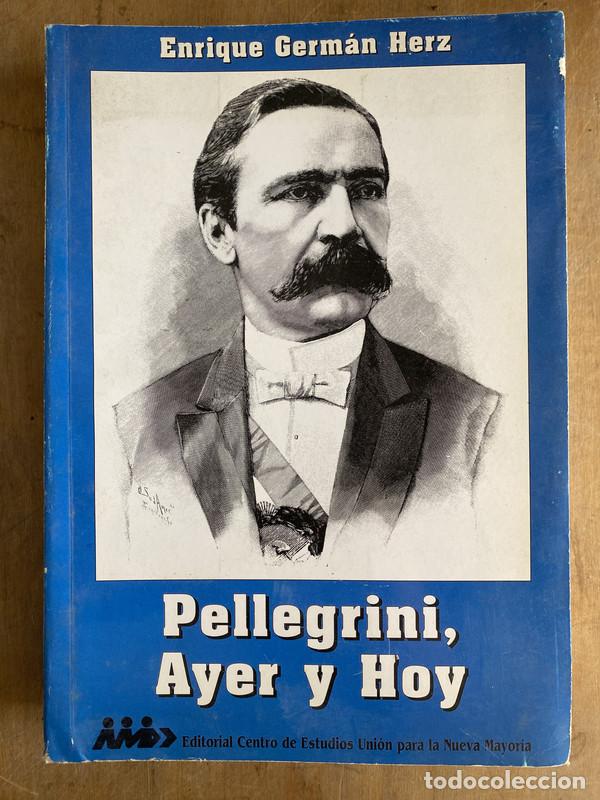 Enrique Germán Herz
Pellegrini,
Ayer y Hoy
Editorial Centro de Estudios Unión para la Nueva Mayoría
todocoleccion